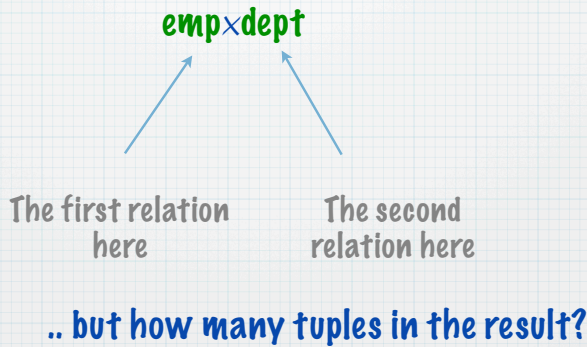 emp×dept
The first relation
here
The second
relation here
.. but how many tuples in the result?